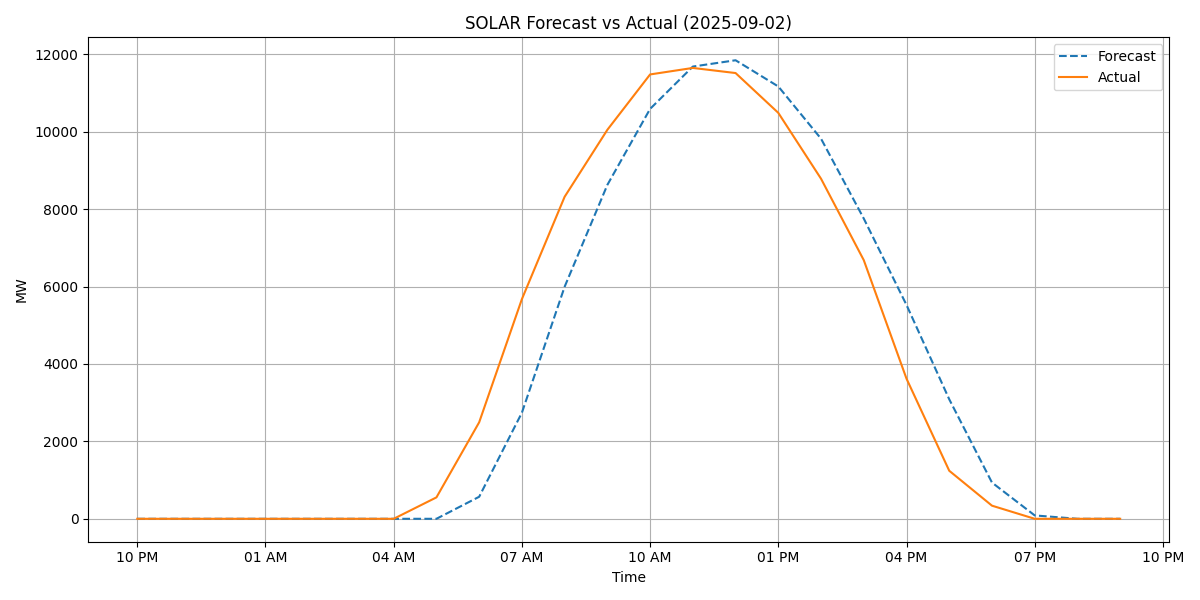 SOLAR Forecast vs Actual (2025-09-02)
Forecast
Actual
12000
10000
8000
6000
4000
2000
0
MW
10 PM 01 AM 04 AM 07 AM 10 AM 01 PM 04 PM 07 PM 10 PM
Time